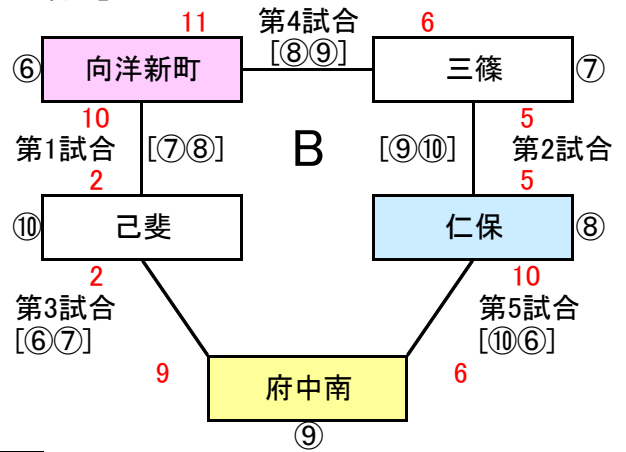 11 第4試合 6
⑥ 向洋新町 [⑧⑨] 三篠 ⑦
10 5
第1試合 [⑦⑧] B [⑨⑩] 第2試合
2 5
⑩ 己斐 仁保 ⑧
2 10
第3試合 第5試合
[⑥⑦] [⑩⑥]
9 府中南 6
⑨